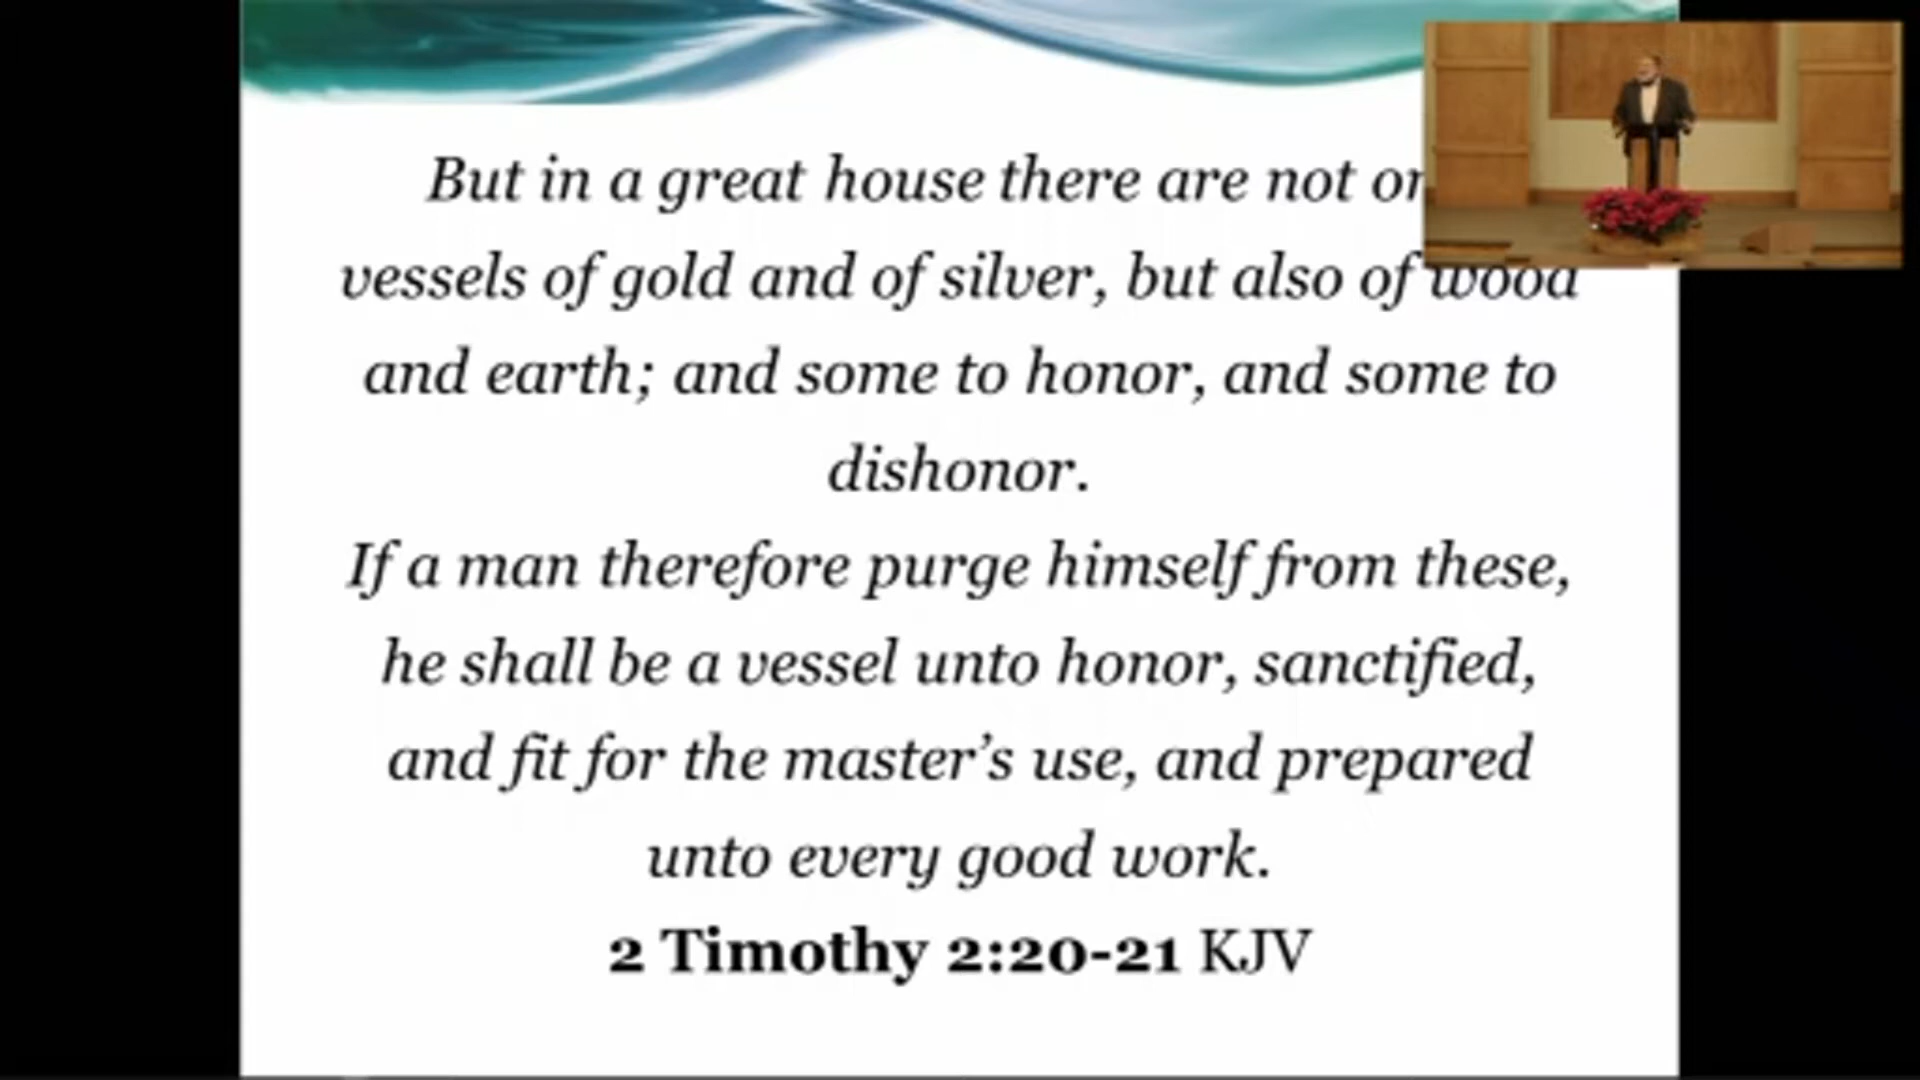 But in a great house there are not
vessels of gold and of silver, but also of wood
and earth; and some to honor, and some to
dishonor.
If a man therefore purge himself from these,
he shall be a vessel unto honor, sanctified,
and fit for the master's use, and prepared
unto every good work.
2 Timothy 2:20-21 KJV